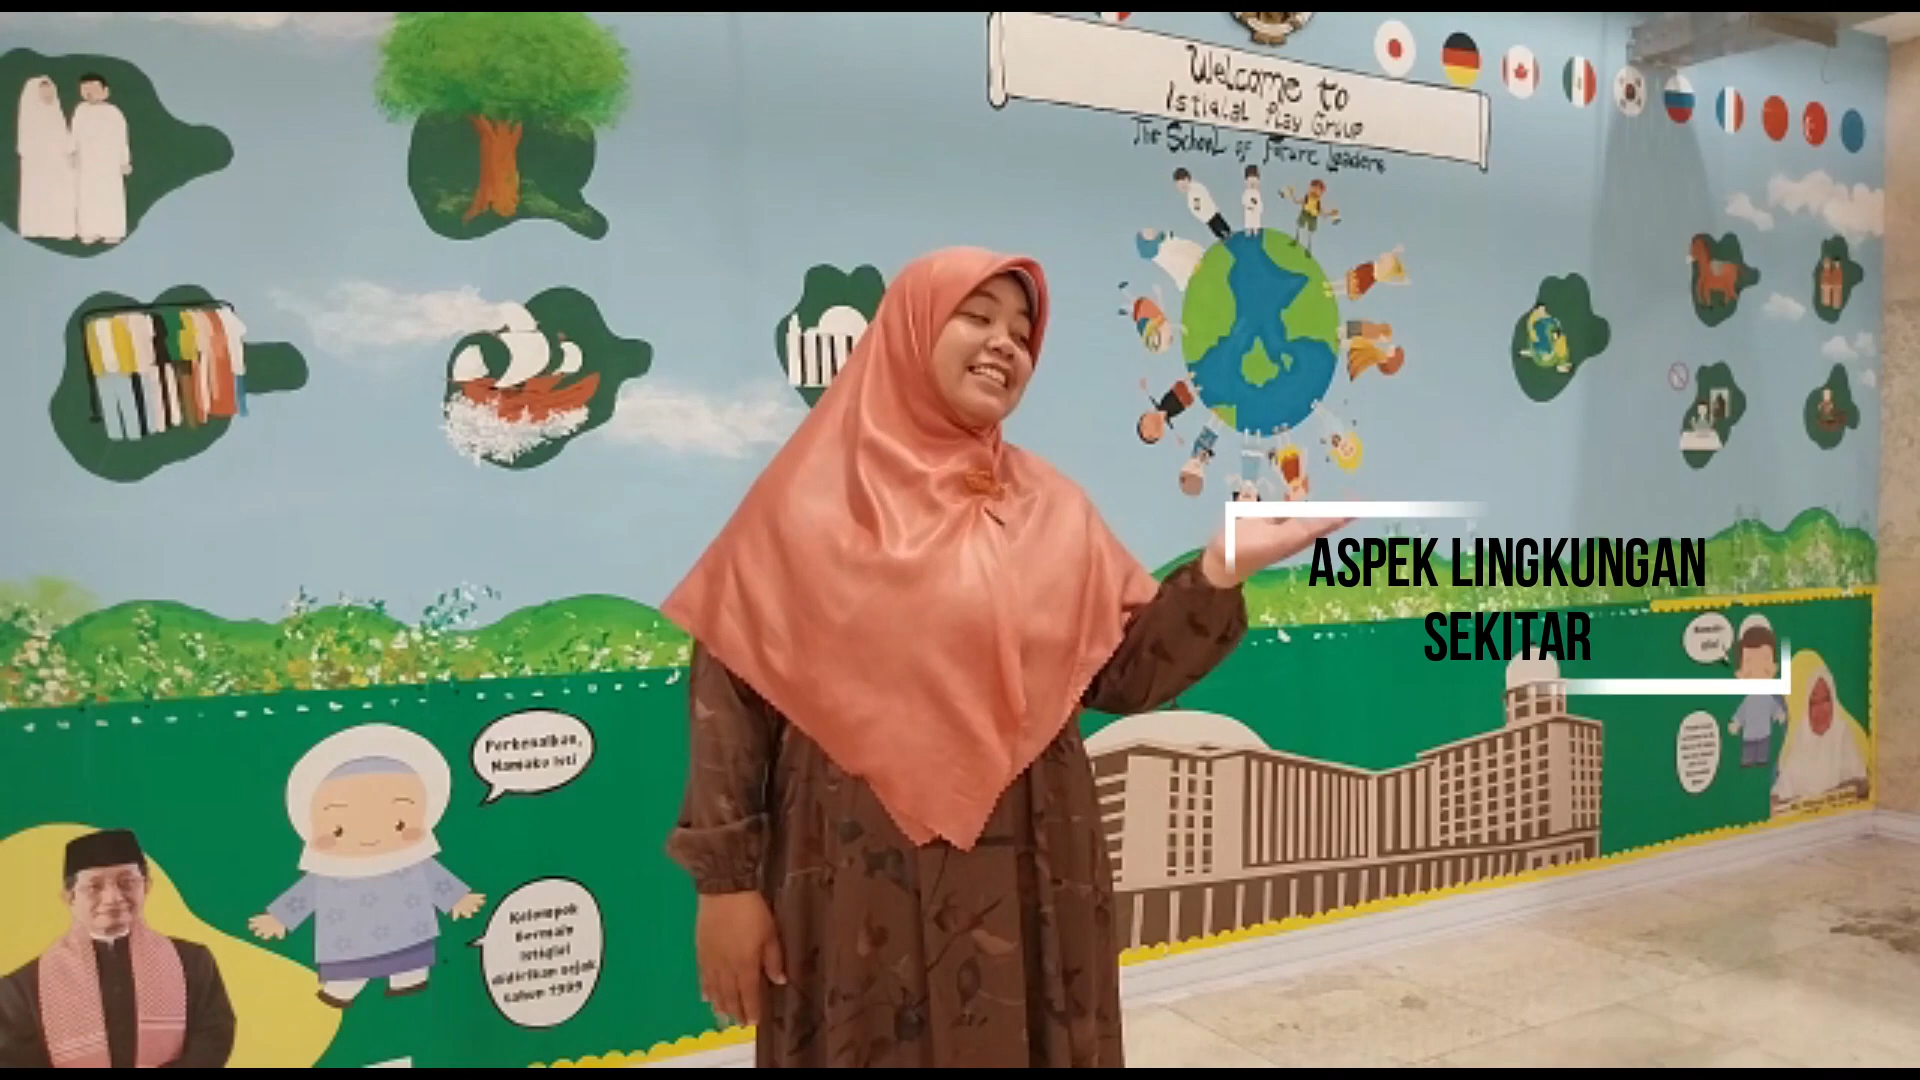 Welcome to
Istiqlal Play Group
The School of Future Leaders
ASPEK LINGKUNGAN
SEKITAR
Perkenalkan,
Namaku Isti
Kelompok
Bermain
Istiqlal
didirikan sejak
tahun 1989